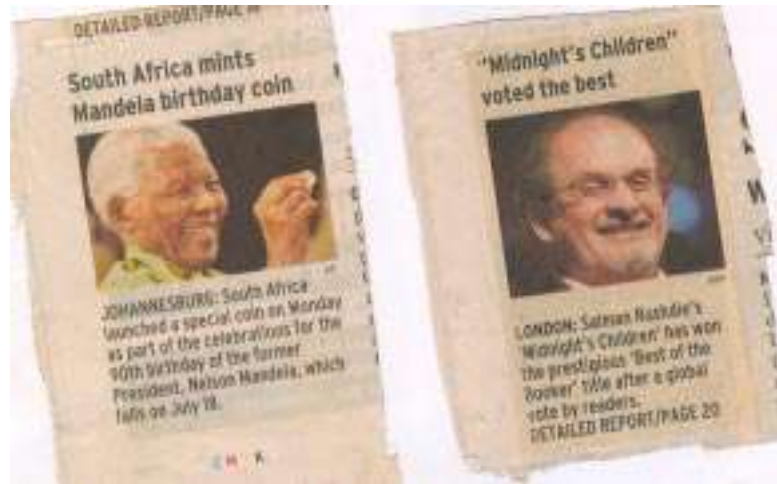 DETAILED REPORT/PAGE
South Africa mints
Mandela birthday coin
JOHANNESBURG: South Africa
launched a special coin on Monday
as part of the celebrations for the
90th birthday of the former
President, Nelson Mandela, which
falls on July 18.
C M K
"Midnight's Children"
voted the best
LONDON: Salman Rushdie's
'Midnight's Children' has won
the prestigious 'Best of the
Booker' title after a global
vote by readers.
DETAILED REPORT/PAGE 20